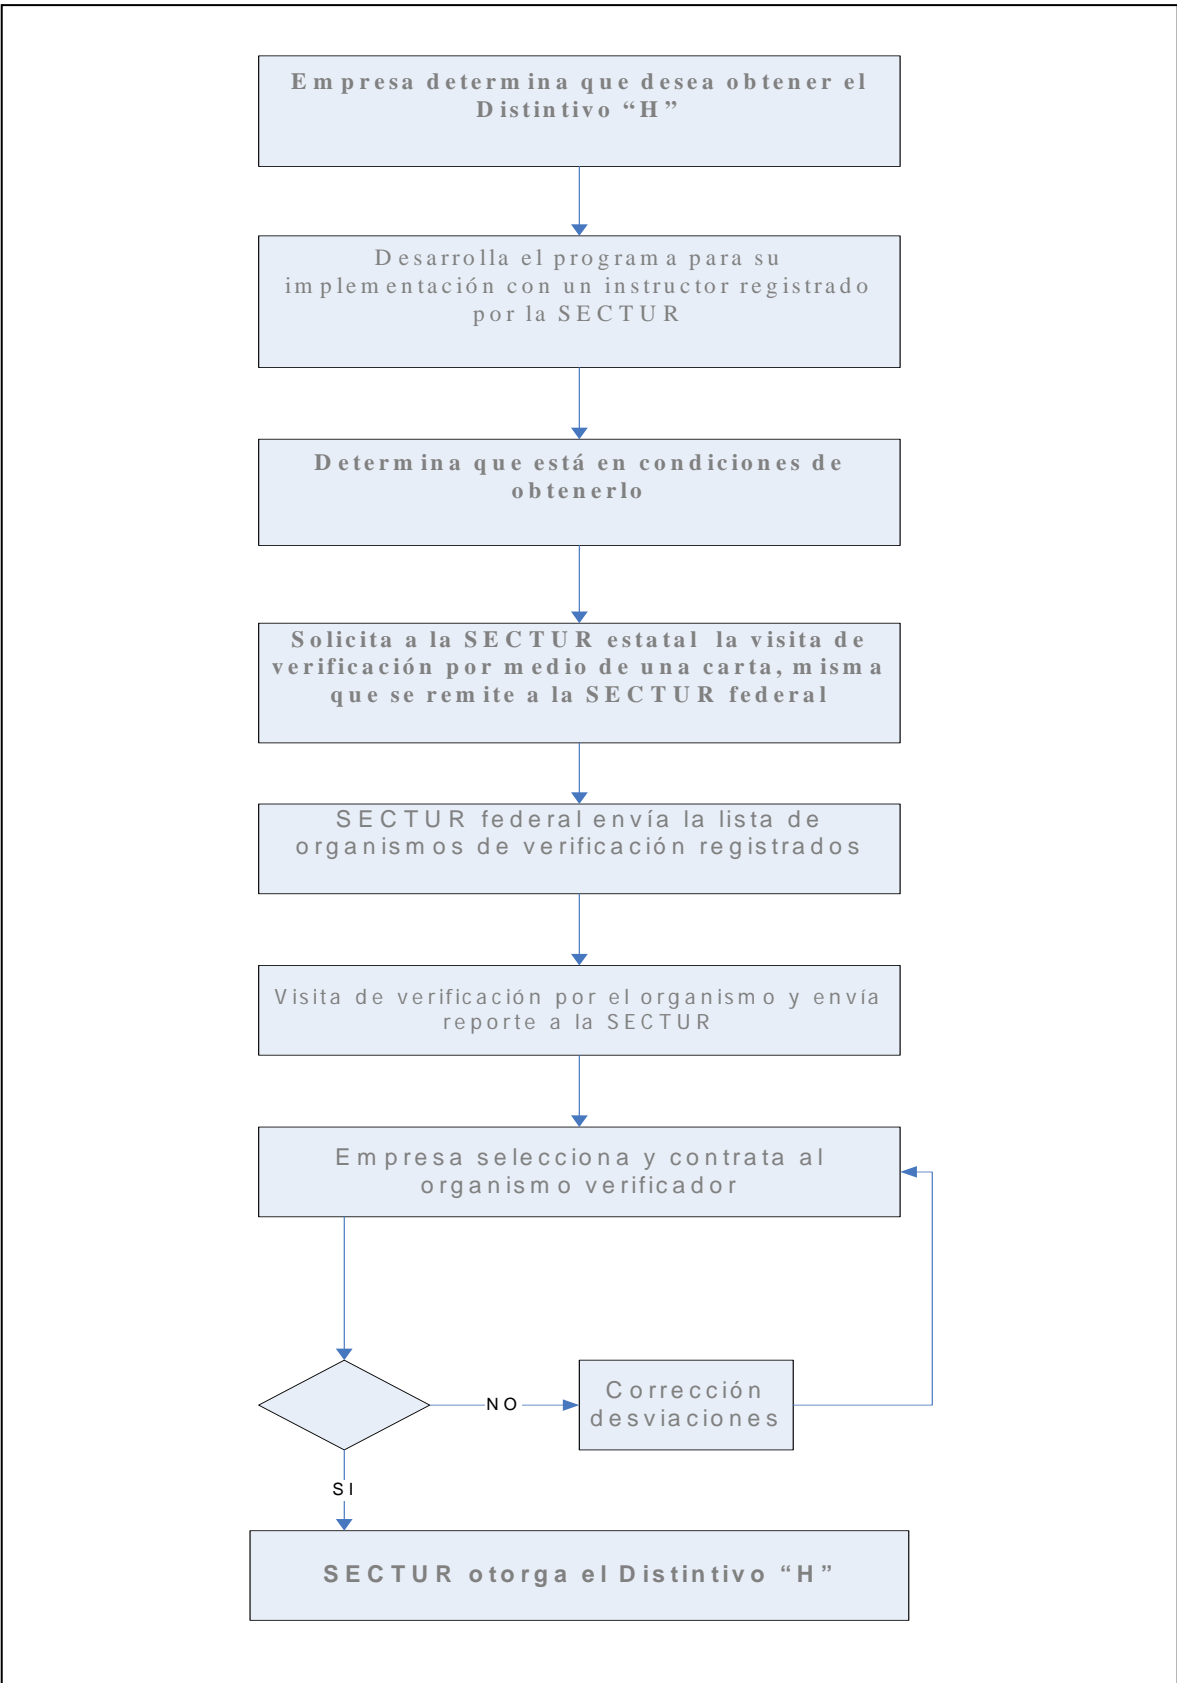 Empresa determina que desea obtener el
Distintivo “H”
Desarrolla el programa para su
implementación con un instructor registrado
por la SECTUR
Determina que está en condiciones de
obtenerlo
Solicita a la SECTUR estatal la visita de
verificación por medio de una carta, misma
que se remite a la SECTUR federal
SECTUR federal envía la lista de
organismos de verificación registrados
Visita de verificación por el organismo y envía
reporte a la SECTUR
Empresa selecciona y contrata al
organismo verificador
NO
Corrección
desviaciones
SI
SECTUR otorga el Distintivo “H”